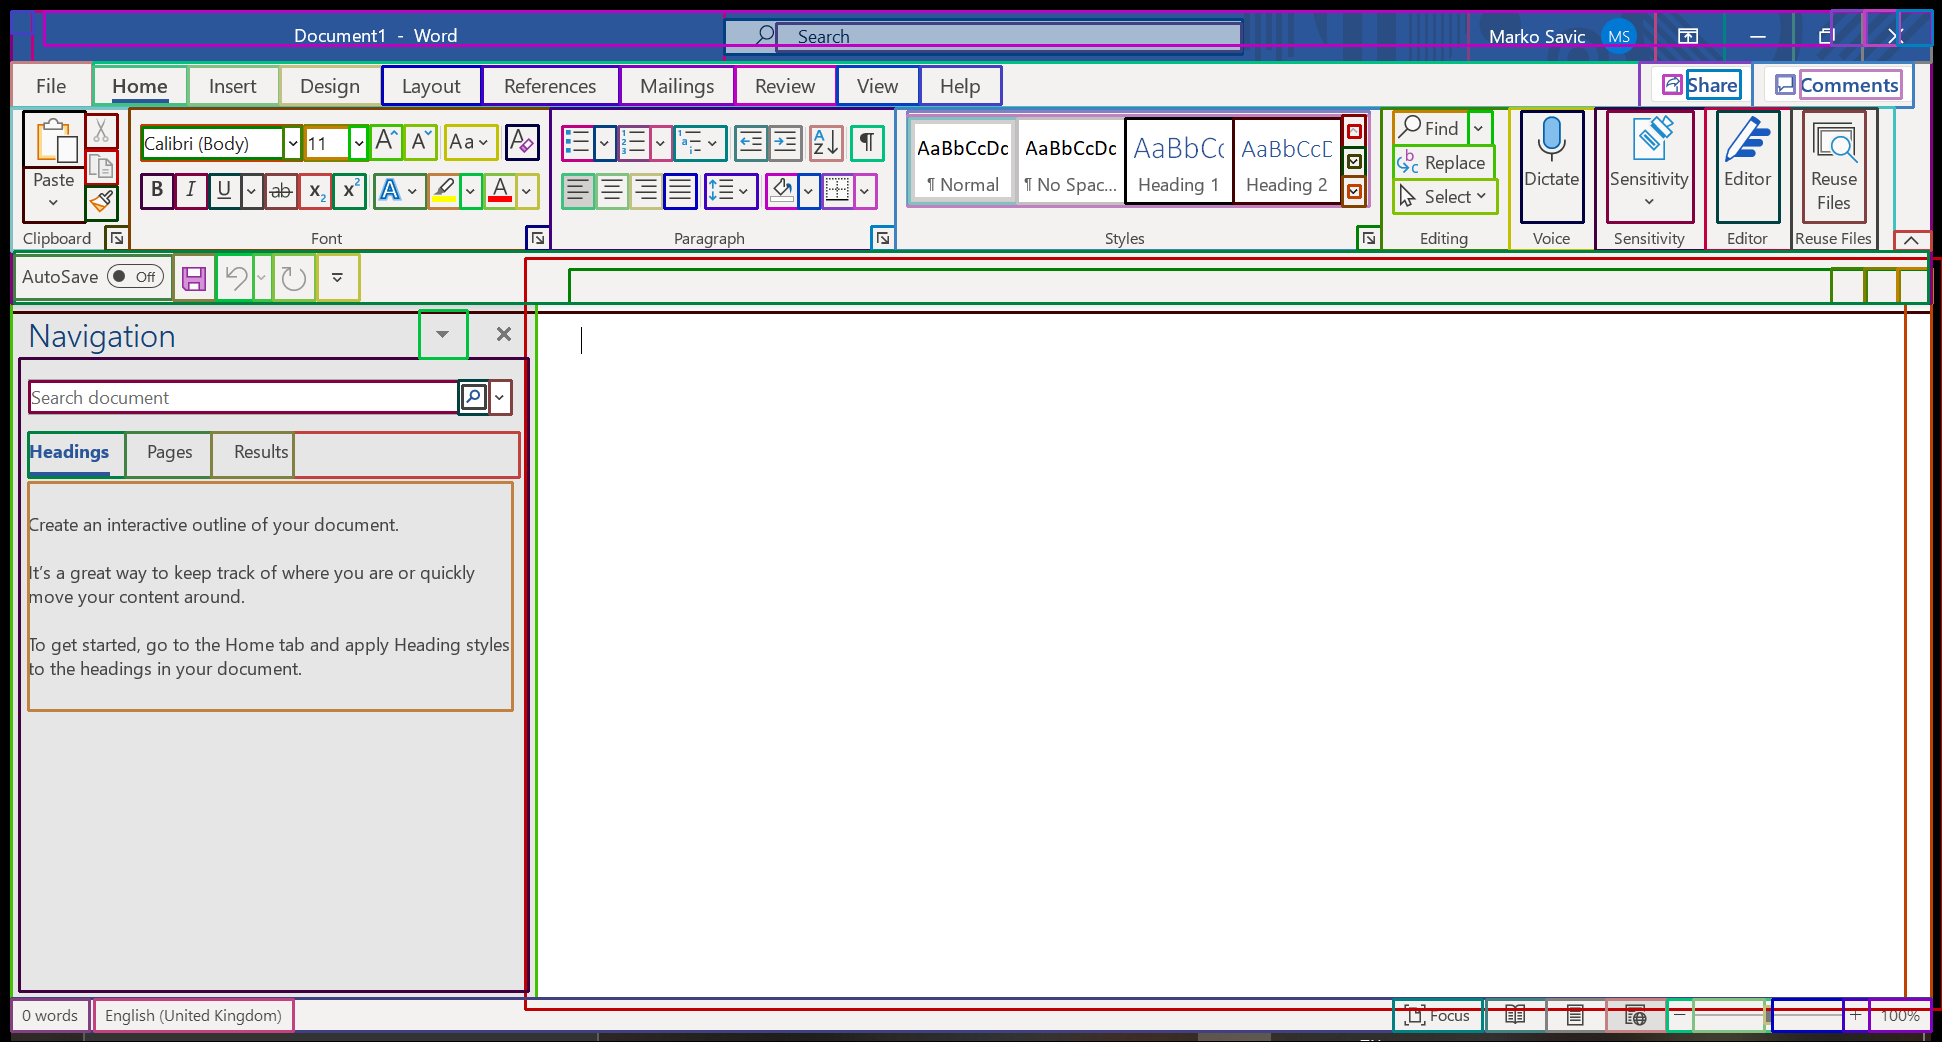 Document1 - Word
Search
Marko Savic
MS
File
Home
Insert
Design
Layout
References
Mailings
Review
View
Help
Share
Comments
Paste
Clipboard
Calibri (Body)
11
Aa
B
I
U
ab
x₂
x²
A
A
Font
Paragraph
AaBbCcDc
¶ Normal
AaBbCcDc
¶ No Spac...
AaBbCc
Heading 1
AaBbCcD
Heading 2
Styles
Find
Replace
Select
Editing
Dictate
Voice
Sensitivity
Sensitivity
Editor
Editor
Reuse
Files
Reuse Files
AutoSave
Off
Navigation
Search document
Headings
Pages
Results
Create an interactive outline of your document.
It's a great way to keep track of where you are or quickly
move your content around.
To get started, go to the Home tab and apply Heading styles
to the headings in your document.
0 words
English (United Kingdom)
Focus
100%